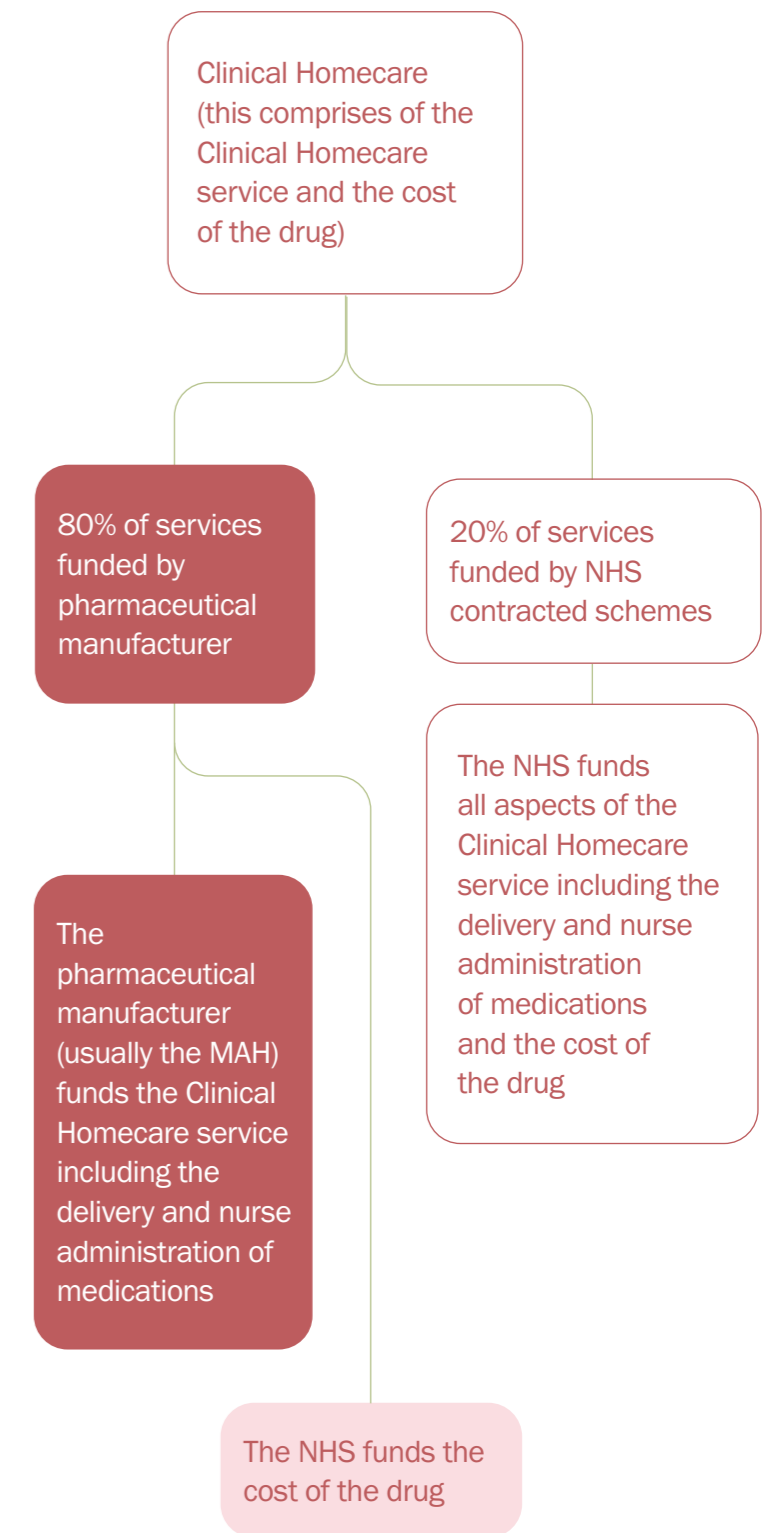 Clinical Homecare
(this comprises of the
Clinical Homecare
service and the cost
of the drug)
80% of services
funded by
pharmaceutical
manufacturer
20% of services
funded by NHS
contracted schemes
The
pharmaceutical
manufacturer
(usually the MAH)
funds the Clinical
Homecare service
including the
delivery and nurse
administration of
medications
The NHS funds
all aspects of the
Clinical Homecare
service including the
delivery and nurse
administration
of medications
and the cost of
the drug
The NHS funds the
cost of the drug